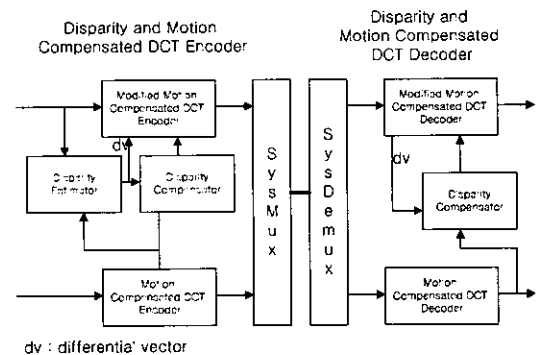 Disparity and Motion
Compensated DCT Encoder
Disparity and
Motion Compensated
DCT Decoder
Modified Motion
Compensated DCT
Encoder
dv
Disparity
Estimator
Disparity
Compensator
Motion
Compensated DCT
Encoder
SysMux
SysDemux
Modified Motion
Compensated DCT
Decoder
dv
Disparity
Compensator
Motion
Compensated DCT
Decoder
dv : differential vector